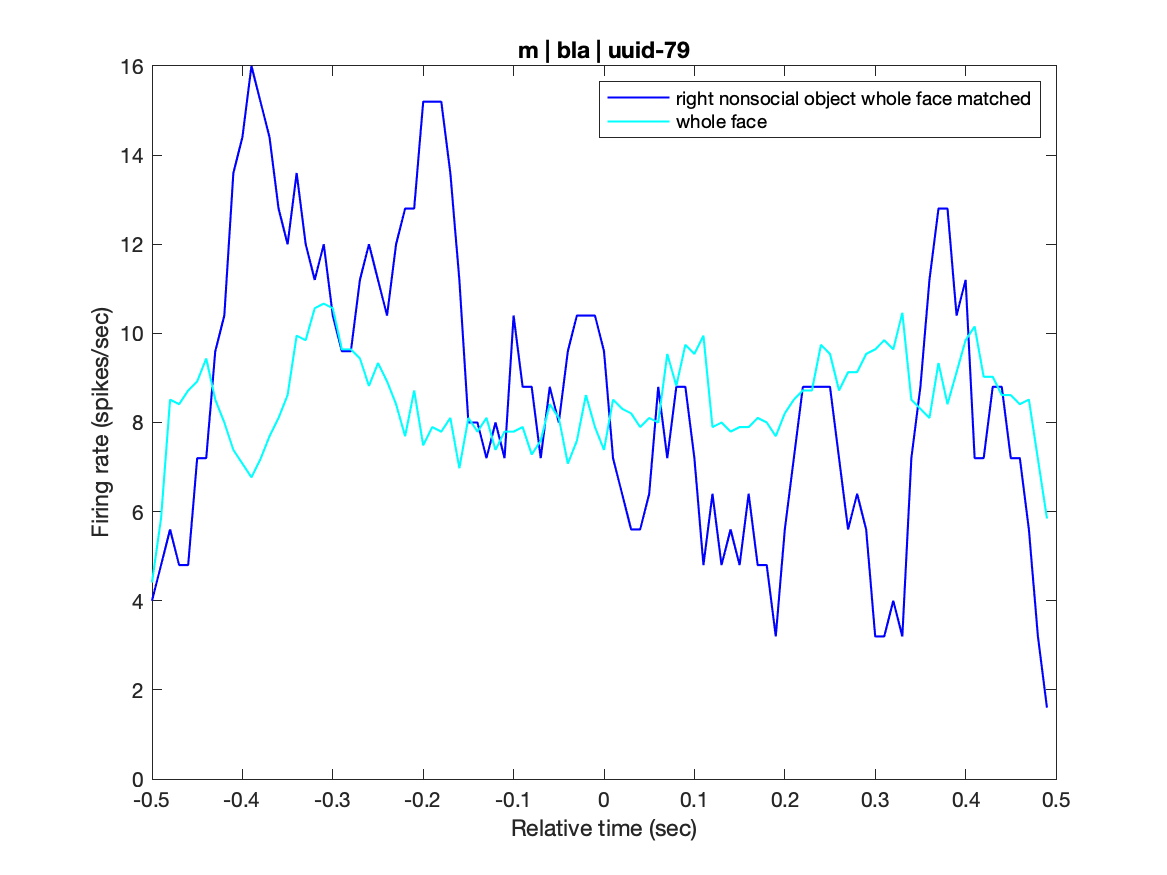 m | bla | uuid-79
right nonsocial object whole face matched
whole face
Firing rate (spikes/sec)
16
14
12
10
8
6
4
2
0
-0.5 -0.4 -0.3 -0.2 -0.1 0 0.1 0.2 0.3 0.4 0.5
Relative time (sec)